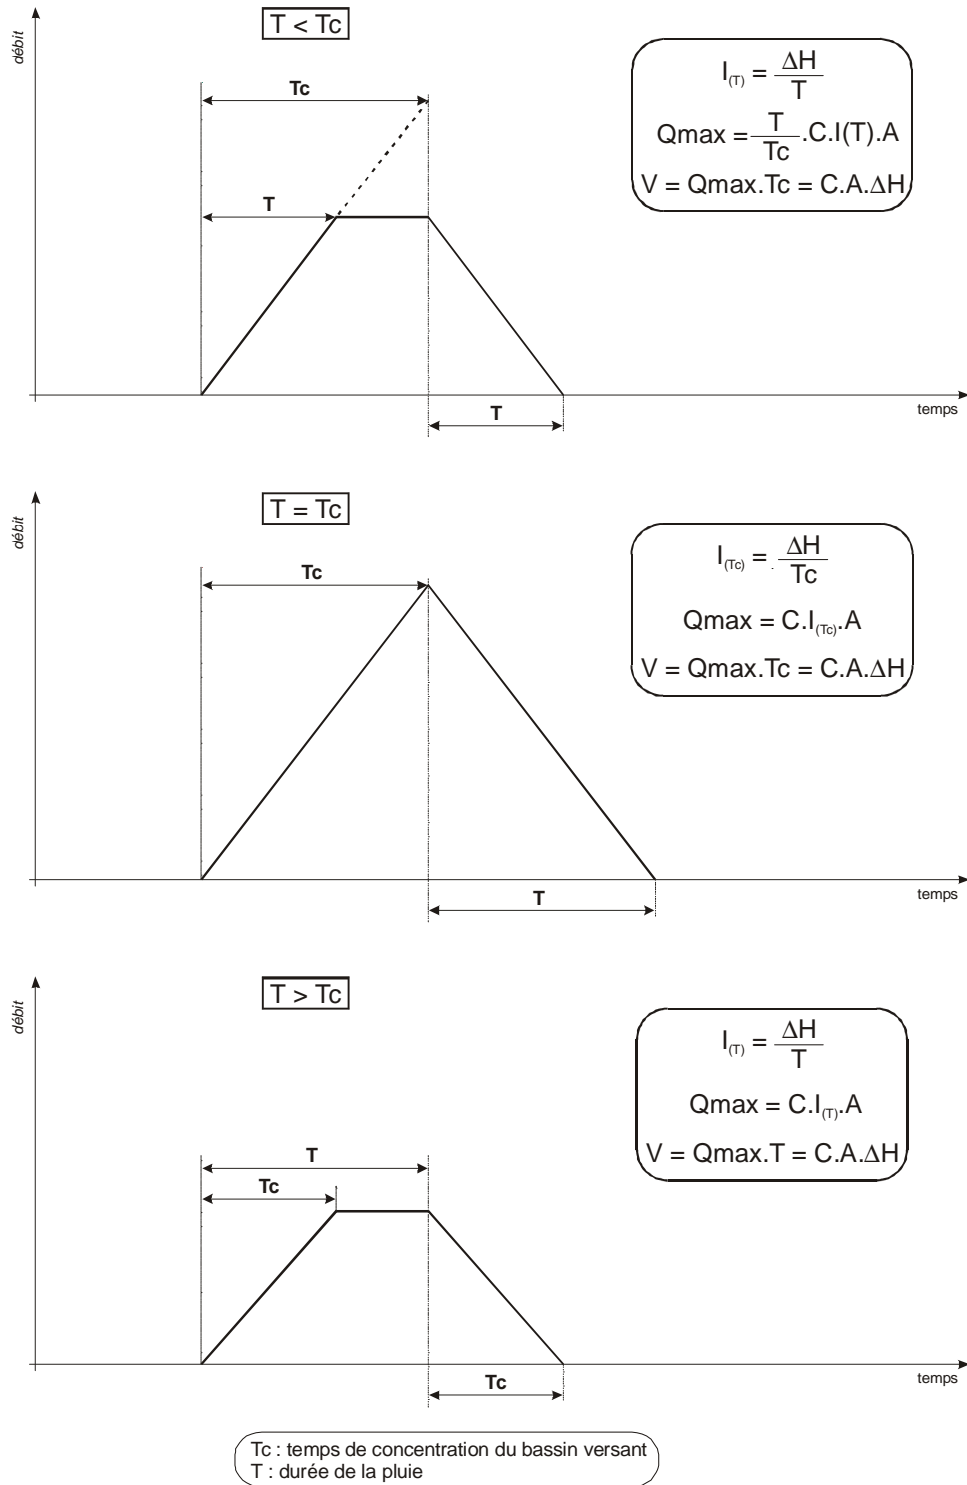 débit
T < Tc
Tc
T
T
temps
I(T) = ΔH / T
Qmax = T / Tc .C.I(T).A
V = Qmax.Tc = C.A.ΔH
débit
T = Tc
Tc
T
temps
I(Tc) = ΔH / Tc
Qmax = C.I(Tc).A
V = Qmax.Tc = C.A.ΔH
débit
T > Tc
T
Tc
Tc
temps
I(T) = ΔH / T
Qmax = C.I(T).A
V = Qmax.T = C.A.ΔH
Tc : temps de concentration du bassin versant
T : durée de la pluie